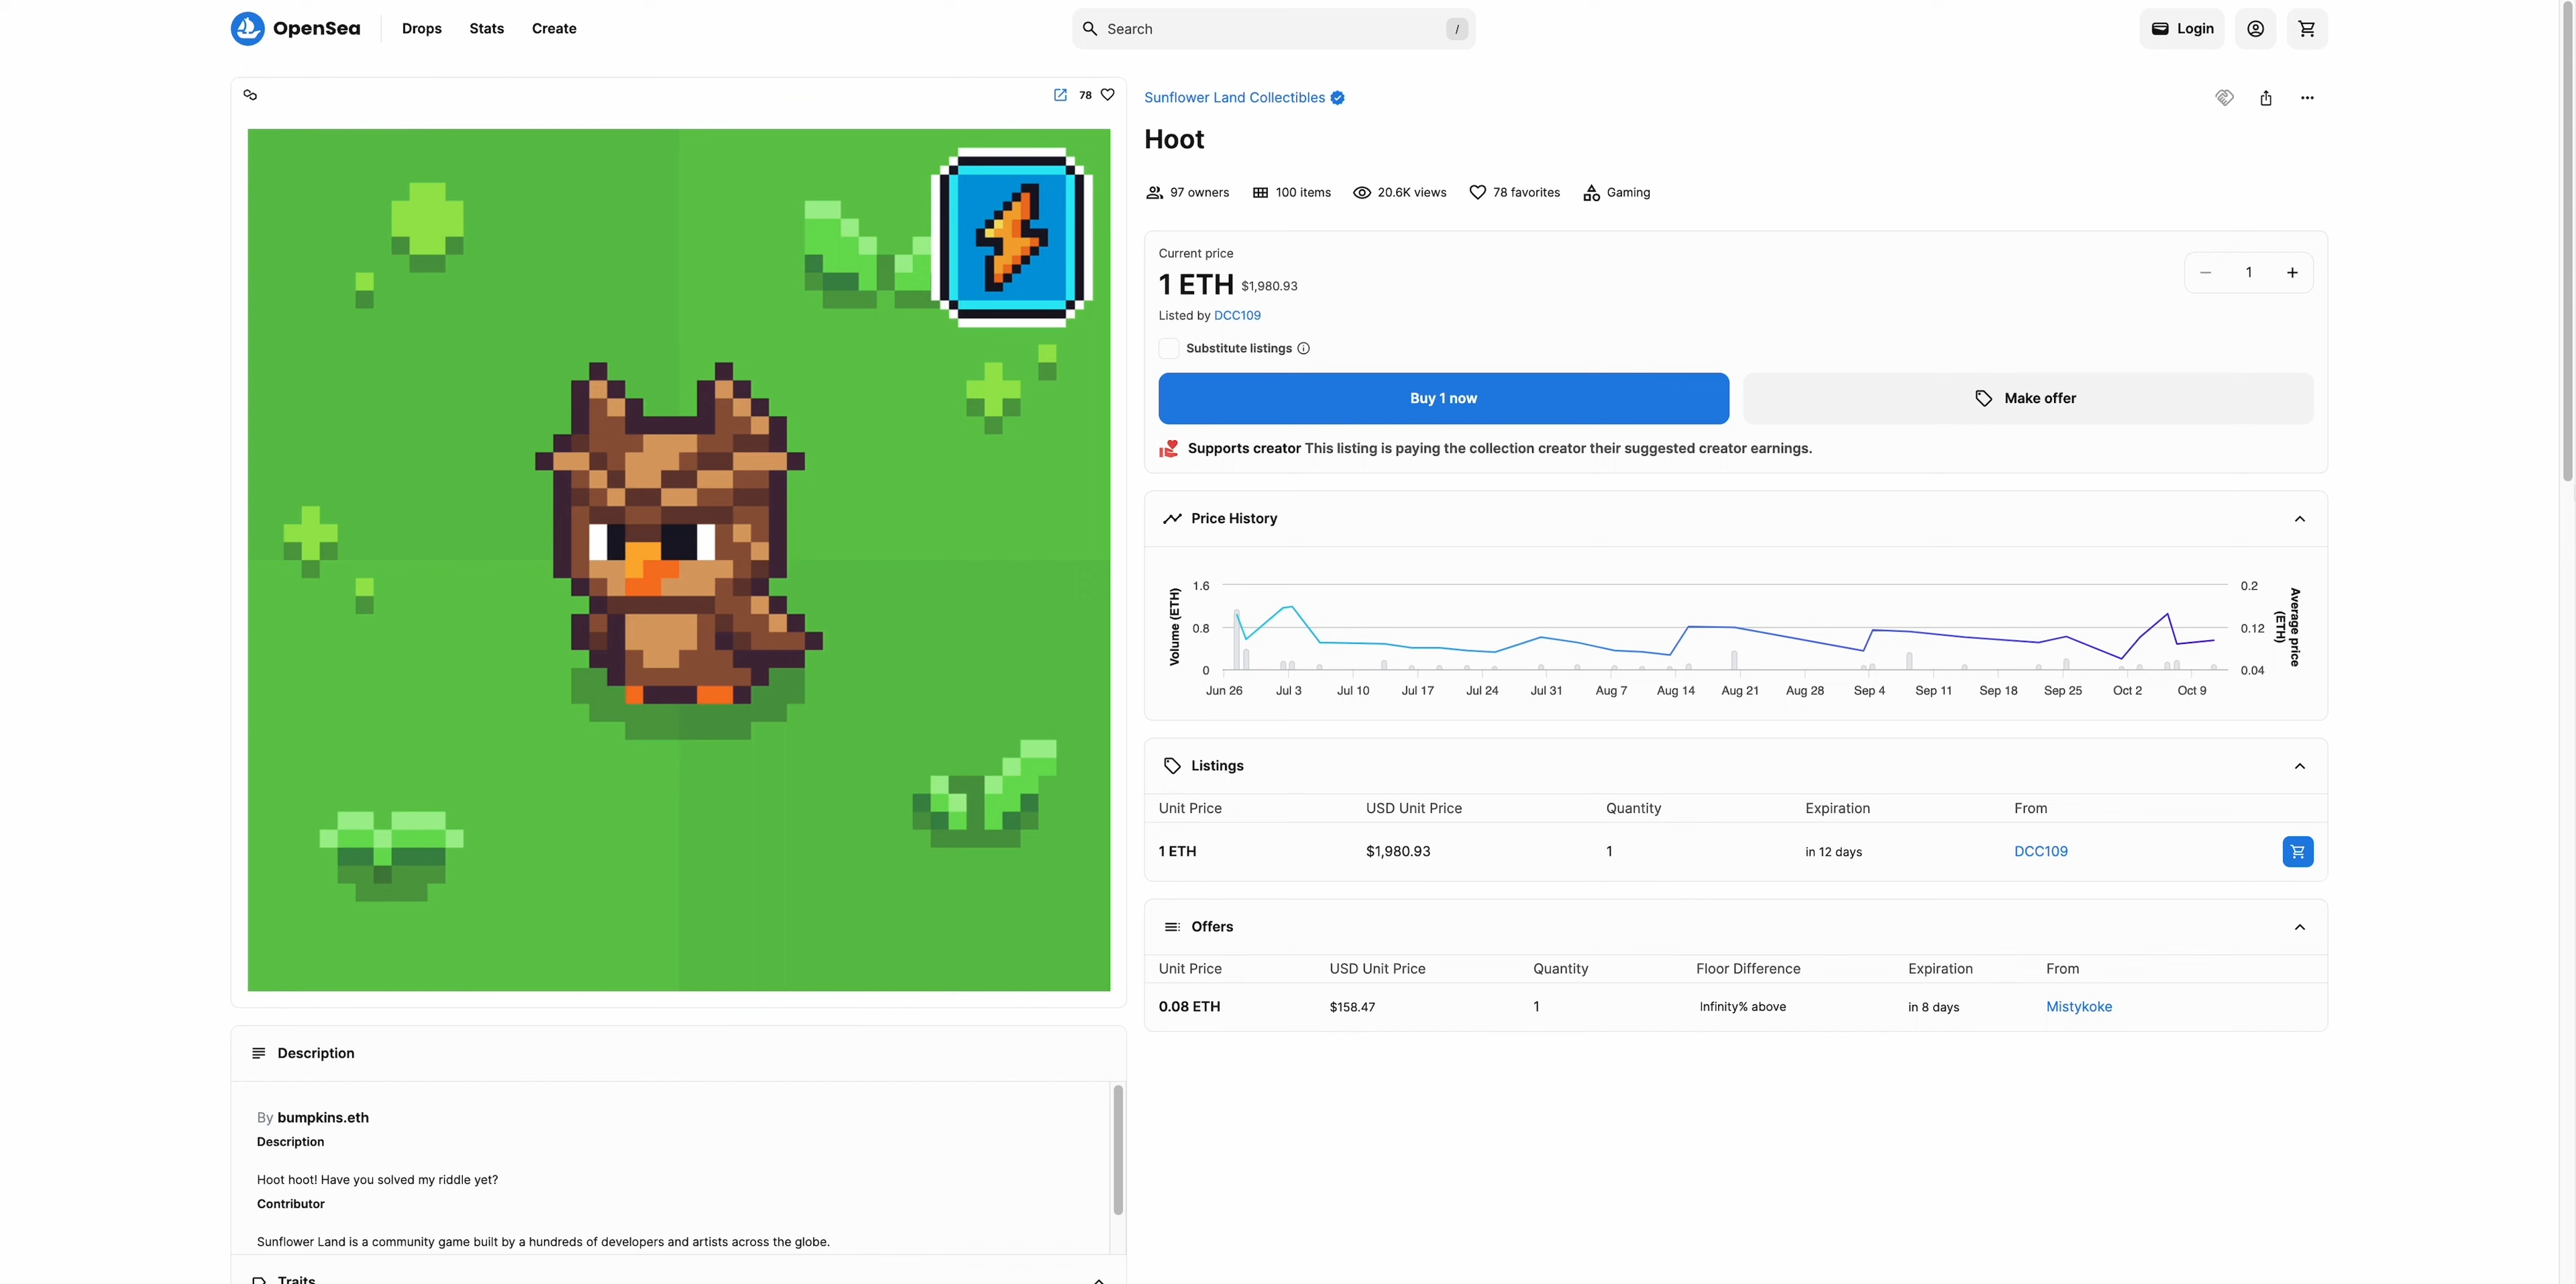 OpenSea Drops Stats Create Search / Login
78
Sunflower Land Collectibles
Hoot
97 owners 100 items 20.6K views 78 favorites Gaming
Current price
1 ETH $1,980.93
1
Listed by DCC109
Substitute listings
Buy 1 now Make offer
Supports creator This listing is paying the collection creator their suggested creator earnings.
Price History
Volume (ETH)
1.6
0.8
0
0.2
0.12
0.04
Average price (ETH)
Jun 26 Jul 3 Jul 10 Jul 17 Jul 24 Jul 31 Aug 7 Aug 14 Aug 21 Aug 28 Sep 4 Sep 11 Sep 18 Sep 25 Oct 2 Oct 9
Listings
Unit Price USD Unit Price Quantity Expiration From
1 ETH $1,980.93 1 in 12 days DCC109
Offers
Unit Price USD Unit Price Quantity Floor Difference Expiration From
0.08 ETH $158.47 1 Infinity% above in 8 days Mistykoke
Description
By bumpkins.eth
Description
Hoot hoot! Have you solved my riddle yet?
Contributor
Sunflower Land is a community game built by a hundreds of developers and artists across the globe.
Traits